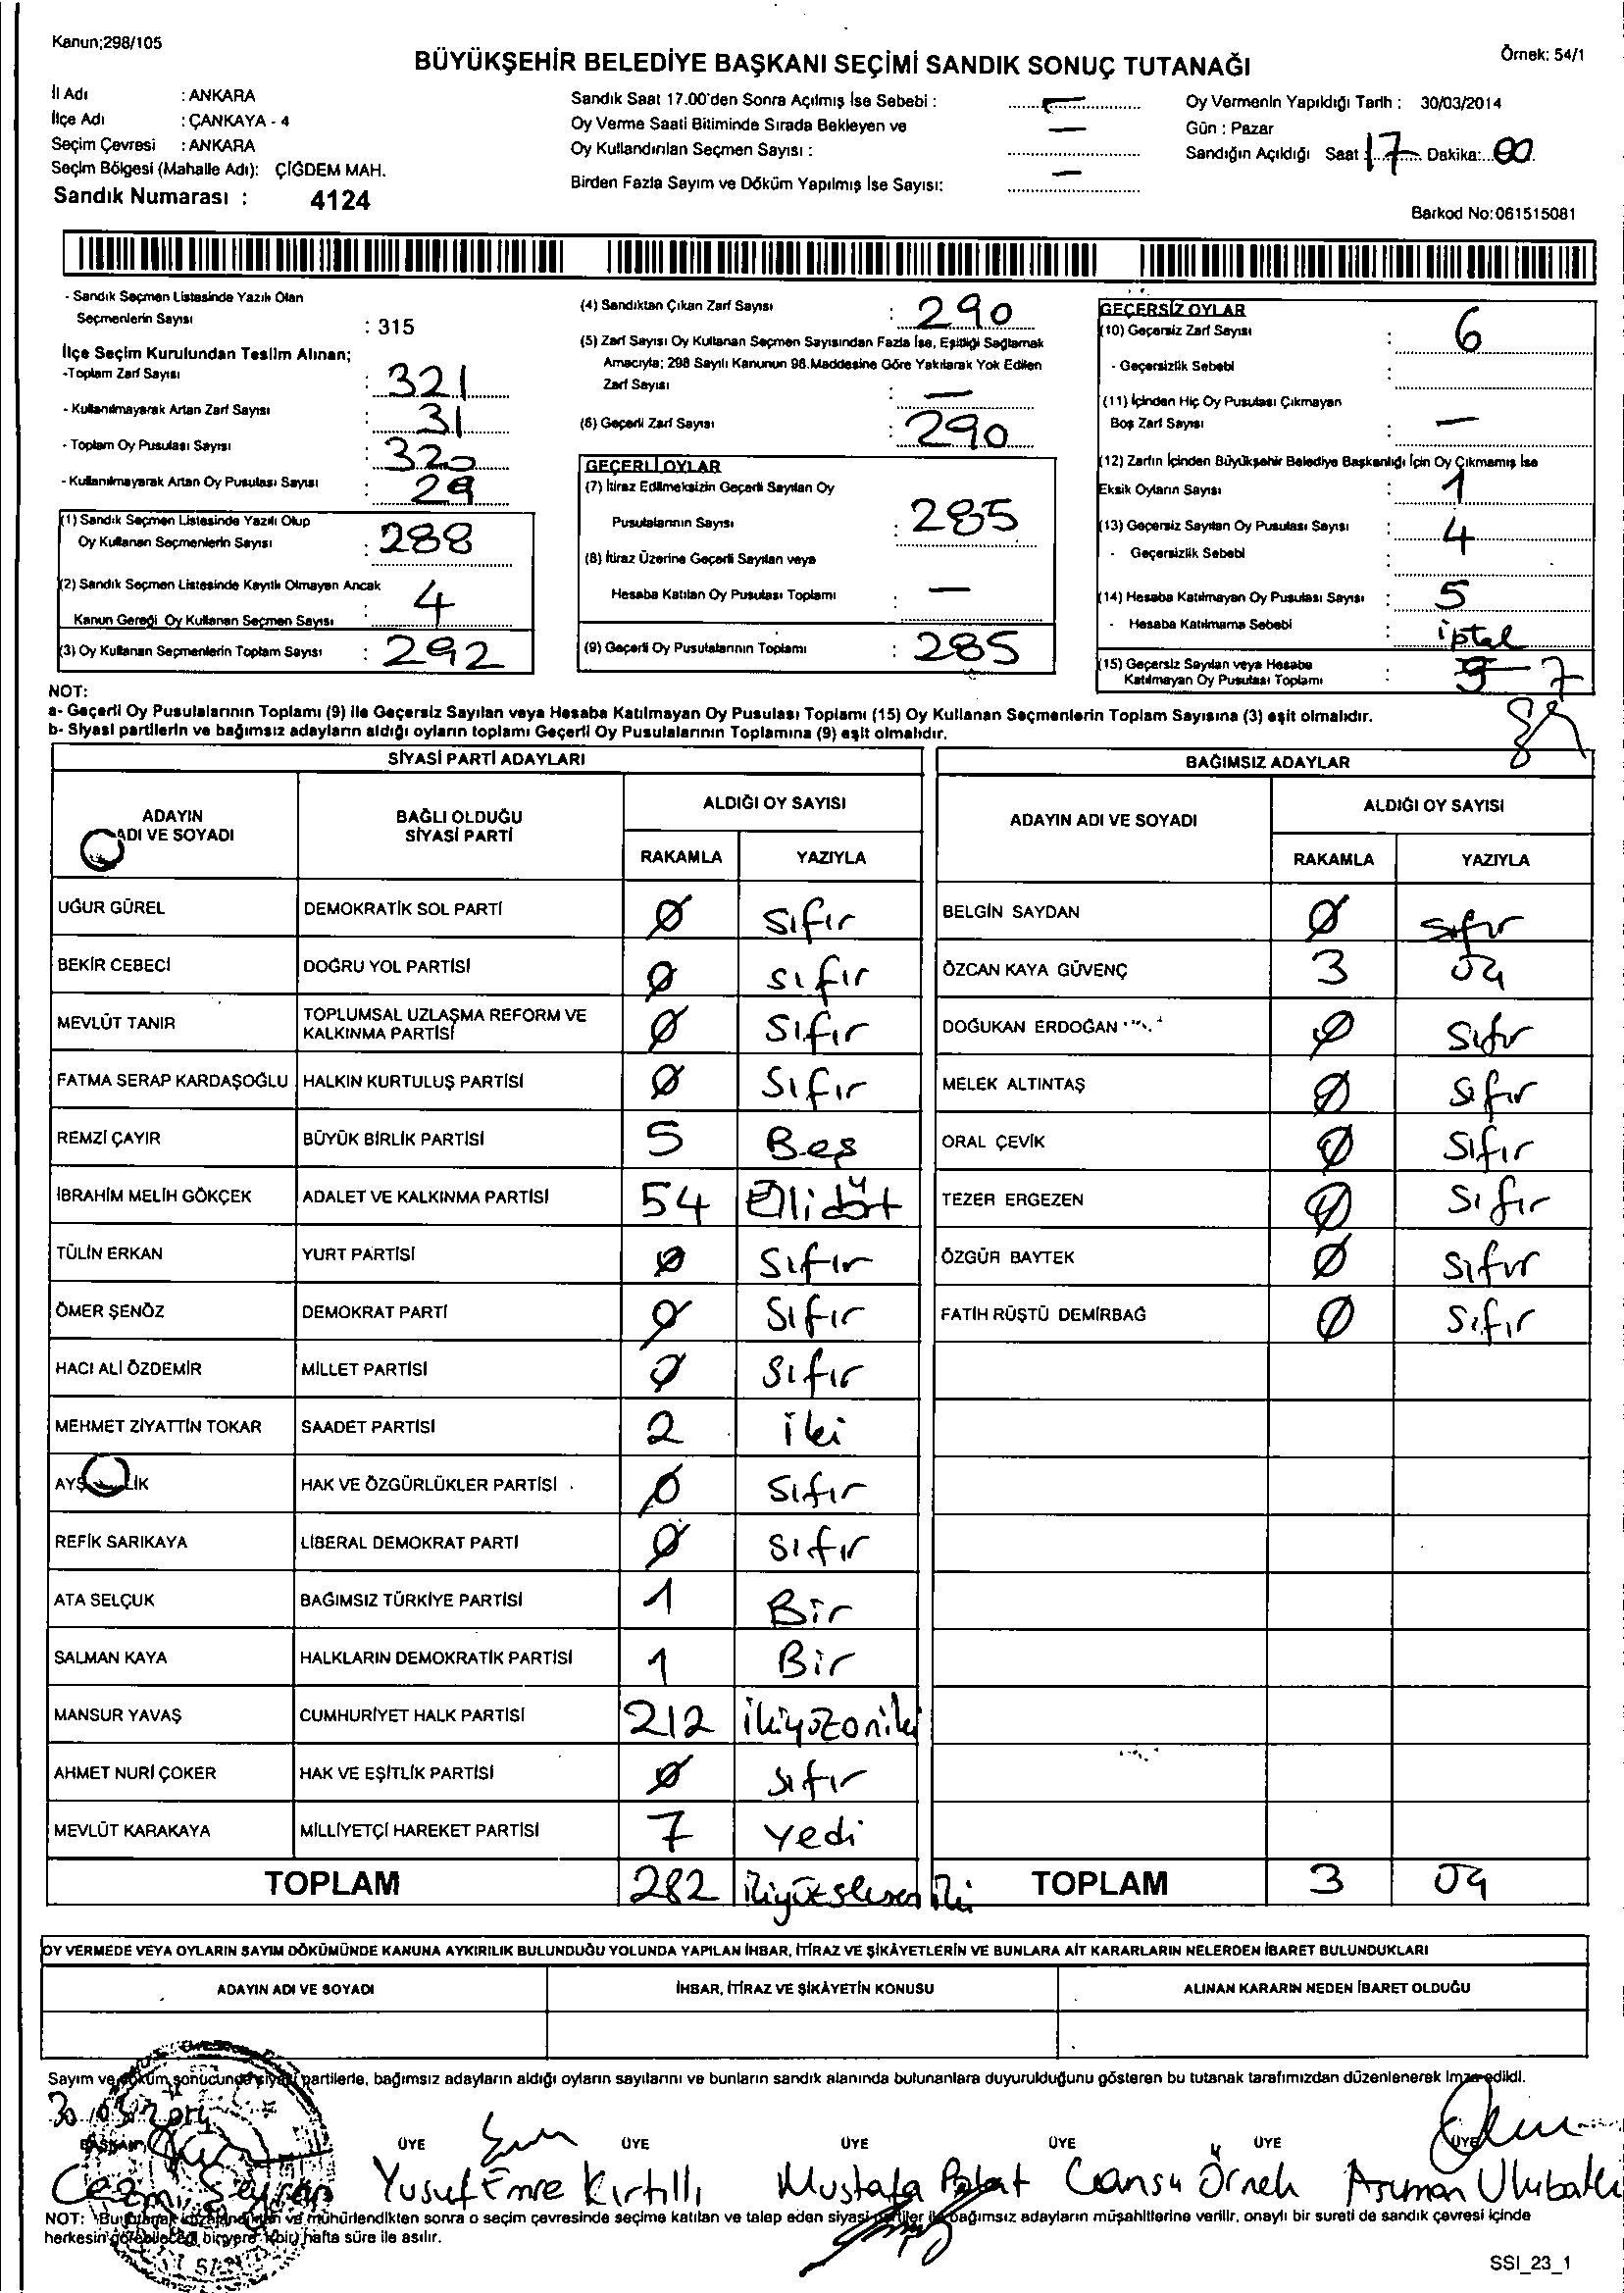 Kanun;298/105
Örnek: 54/1
BÜYÜKŞEHİR BELEDİYE BAŞKANI SEÇİMİ SANDIK SONUÇ TUTANAĞI
İl Adı : ANKARA
İlçe Adı : ÇANKAYA - 4
Seçim Çevresi : ANKARA
Seçim Bölgesi (Mahalle Adı): ÇİĞDEM MAH.
Sandık Numarası : 4124
Sandık Saat 17.00'den Sonra Açılmış İse Sebebi : —
Oy Verme Saati Bitiminde Sırada Bekleyen ve
Oy Kullandırılan Seçmen Sayısı : —
Birden Fazla Sayım ve Döküm Yapılmış İse Sayısı: —
Oy Vermenin Yapıldığı Tarih : 30/03/2014
Gün : Pazar
Sandığın Açıldığı Saat : 17 Dakika: 00
Barkod No:061515081
- Sandık Seçmen Listesinde Yazılı Olan
Seçmenlerin Sayısı : 315
İlçe Seçim Kurulundan Teslim Alınan;
-Toplam Zarf Sayısı : 321
- Kullanılmayarak Artan Zarf Sayısı : 31
- Toplam Oy Pusulası Sayısı : 320
- Kullanılmayarak Artan Oy Pusulası Sayısı : 29
(1) Sandık Seçmen Listesinde Yazılı Olup
Oy Kullanan Seçmenlerin Sayısı : 288
(2) Sandık Seçmen Listesinde Kayıtlı Olmayan Ancak
Kanun Gereği Oy Kullanan Seçmen Sayısı : 4
(3) Oy Kullanan Seçmenlerin Toplam Sayısı : 292
(4) Sandıktan Çıkan Zarf Sayısı : 290
(5) Zarf Sayısı Oy Kullanan Seçmen Sayısından Fazla İse, Eşitliği Sağlamak
Amacıyla; 298 Sayılı Kanunun 98.Maddesine Göre Yakılarak Yok Edilen
Zarf Sayısı : —
(6) Geçerli Zarf Sayısı : 290
GEÇERLİ OYLAR
(7) İtiraz Edilmeksizin Geçerli Sayılan Oy
Pusulalarının Sayısı : 285
(8) İtiraz Üzerine Geçerli Sayılan veya
Hesaba Katılan Oy Pusulası Toplamı : —
(9) Geçerli Oy Pusulalarının Toplamı : 285
GEÇERSİZ OYLAR
(10) Geçersiz Zarf Sayısı : 6
- Geçersizlik Sebebi :
(11) İçinden Hiç Oy Pusulası Çıkmayan
Boş Zarf Sayısı : —
(12) Zarfın İçinden Büyükşehir Belediye Başkanlığı İçin Oy Çıkmamış İse
Eksik Oyların Sayısı : 1
(13) Geçersiz Sayılan Oy Pusulası Sayısı : 4
- Geçersizlik Sebebi :
(14) Hesaba Katılmayan Oy Pusulası Sayısı : 5
- Hesaba Katılmama Sebebi : iptal
(15) Geçersiz Sayılan veya Hesaba
Katılmayan Oy Pusulası Toplamı : 7
NOT:
a- Geçerli Oy Pusulalarının Toplamı (9) ile Geçersiz Sayılan veya Hesaba Katılmayan Oy Pusulası Toplamı (15) Oy Kullanan Seçmenlerin Toplam Sayısına (3) eşit olmalıdır.
b- Siyasi partilerin ve bağımsız adayların aldığı oyların toplamı Geçerli Oy Pusulalarının Toplamına (9) eşit olmalıdır.
SİYASİ PARTİ ADAYLARI
ADAYIN ADI VE SOYADI BAĞLI OLDUĞU SİYASİ PARTİ ALDIĞI OY SAYISI RAKAMLA YAZIYLA
UĞUR GÜREL DEMOKRATİK SOL PARTİ Ø Sıfır
BEKİR CEBECİ DOĞRU YOL PARTİSİ Ø sıfır
MEVLÜT TANIR TOPLUMSAL UZLAŞMA REFORM VE KALKINMA PARTİSİ Ø Sıfır
FATMA SERAP KARDAŞOĞLU HALKIN KURTULUŞ PARTİSİ Ø Sıfır
REMZİ ÇAYIR BÜYÜK BİRLİK PARTİSİ 5 Beş
İBRAHİM MELİH GÖKÇEK ADALET VE KALKINMA PARTİSİ 54 Ellidört
TÜLİN ERKAN YURT PARTİSİ Ø Sıfır
ÖMER ŞENÖZ DEMOKRAT PARTİ Ø Sıfır
HACI ALİ ÖZDEMİR MİLLET PARTİSİ Ø Sıfır
MEHMET ZİYATTİN TOKAR SAADET PARTİSİ 2 iki
HAK VE ÖZGÜRLÜKLER PARTİSİ Ø Sıfır
REFİK SARIKAYA LİBERAL DEMOKRAT PARTİ Ø sıfır
ATA SELÇUK BAĞIMSIZ TÜRKİYE PARTİSİ 1 Bir
SALMAN KAYA HALKLARIN DEMOKRATİK PARTİSİ 1 Bir
MANSUR YAVAŞ CUMHURİYET HALK PARTİSİ 212 ikiyüzoniki
AHMET NURİ ÇOKER HAK VE EŞİTLİK PARTİSİ Ø sıfır
MEVLÜT KARAKAYA MİLLİYETÇİ HAREKET PARTİSİ 7 yedi
TOPLAM 282 ikiyüzseksen iki
BAĞIMSIZ ADAYLAR
ADAYIN ADI VE SOYADI ALDIĞI OY SAYISI RAKAMLA YAZIYLA
BELGİN SAYDAN Ø sıfır
ÖZCAN KAYA GÜVENÇ 3 üç
DOĞUKAN ERDOĞAN Ø Sıfır
MELEK ALTINTAŞ Ø Sıfır
ORAL ÇEVİK Ø Sıfır
TEZER ERGEZEN Ø Sıfır
ÖZGÜR BAYTEK Ø Sıfır
FATİH RÜŞTÜ DEMİRBAĞ Ø Sıfır
TOPLAM 3 üç
OY VERMEDE VEYA OYLARIN SAYIM DÖKÜMÜNDE KANUNA AYKIRILIK BULUNDUĞU YOLUNDA YAPILAN İHBAR, İTİRAZ VE ŞİKÂYETLERİN VE BUNLARA AİT KARARLARIN NELERDEN İBARET BULUNDUKLARI
ADAYIN ADI VE SOYADI İHBAR, İTİRAZ VE ŞİKÂYETİN KONUSU ALINAN KARARIN NEDEN İBARET OLDUĞU
Sayım ve döküm sonucunda siyasi partilerle, bağımsız adayların aldığı oyların sayılarını ve bunların sandık alanında bulunanlara duyurulduğunu gösteren bu tutanak tarafımızdan düzenlenerek imza edildi.
30/03/2014
BAŞKAN ÜYE ÜYE ÜYE ÜYE ÜYE ÜYE
Yusuf Emre Kırtıllı Mustafa Polat Cansu Örnek
NOT: Bu tutanak imzalandıktan ve mühürlendikten sonra o seçim çevresinde seçime katılan ve talep eden siyasi partiler ile bağımsız adayların müşahitlerine verilir, onaylı bir sureti de sandık çevresi içinde
herkesin görebileceği bir yere (bir) hafta süre ile asılır.
SSI_23_1